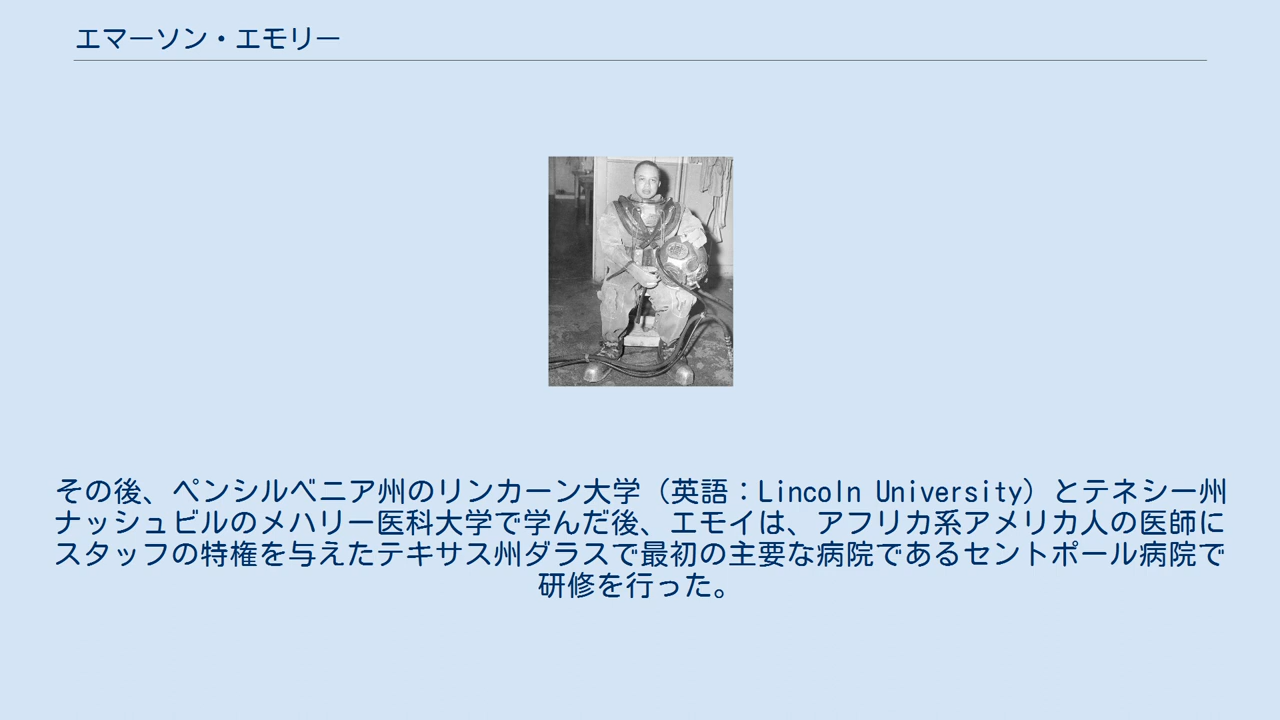 エマーソン・エモリー
その後、ペンシルベニア州のリンカーン大学（英語：Lincoln University）とテネシー州
ナッシュビルのメハリー医科大学で学んだ後、エモイは、アフリカ系アメリカ人の医師に
スタッフの特権を与えたテキサス州ダラスで最初の主要な病院であるセントポール病院で
研修を行った。